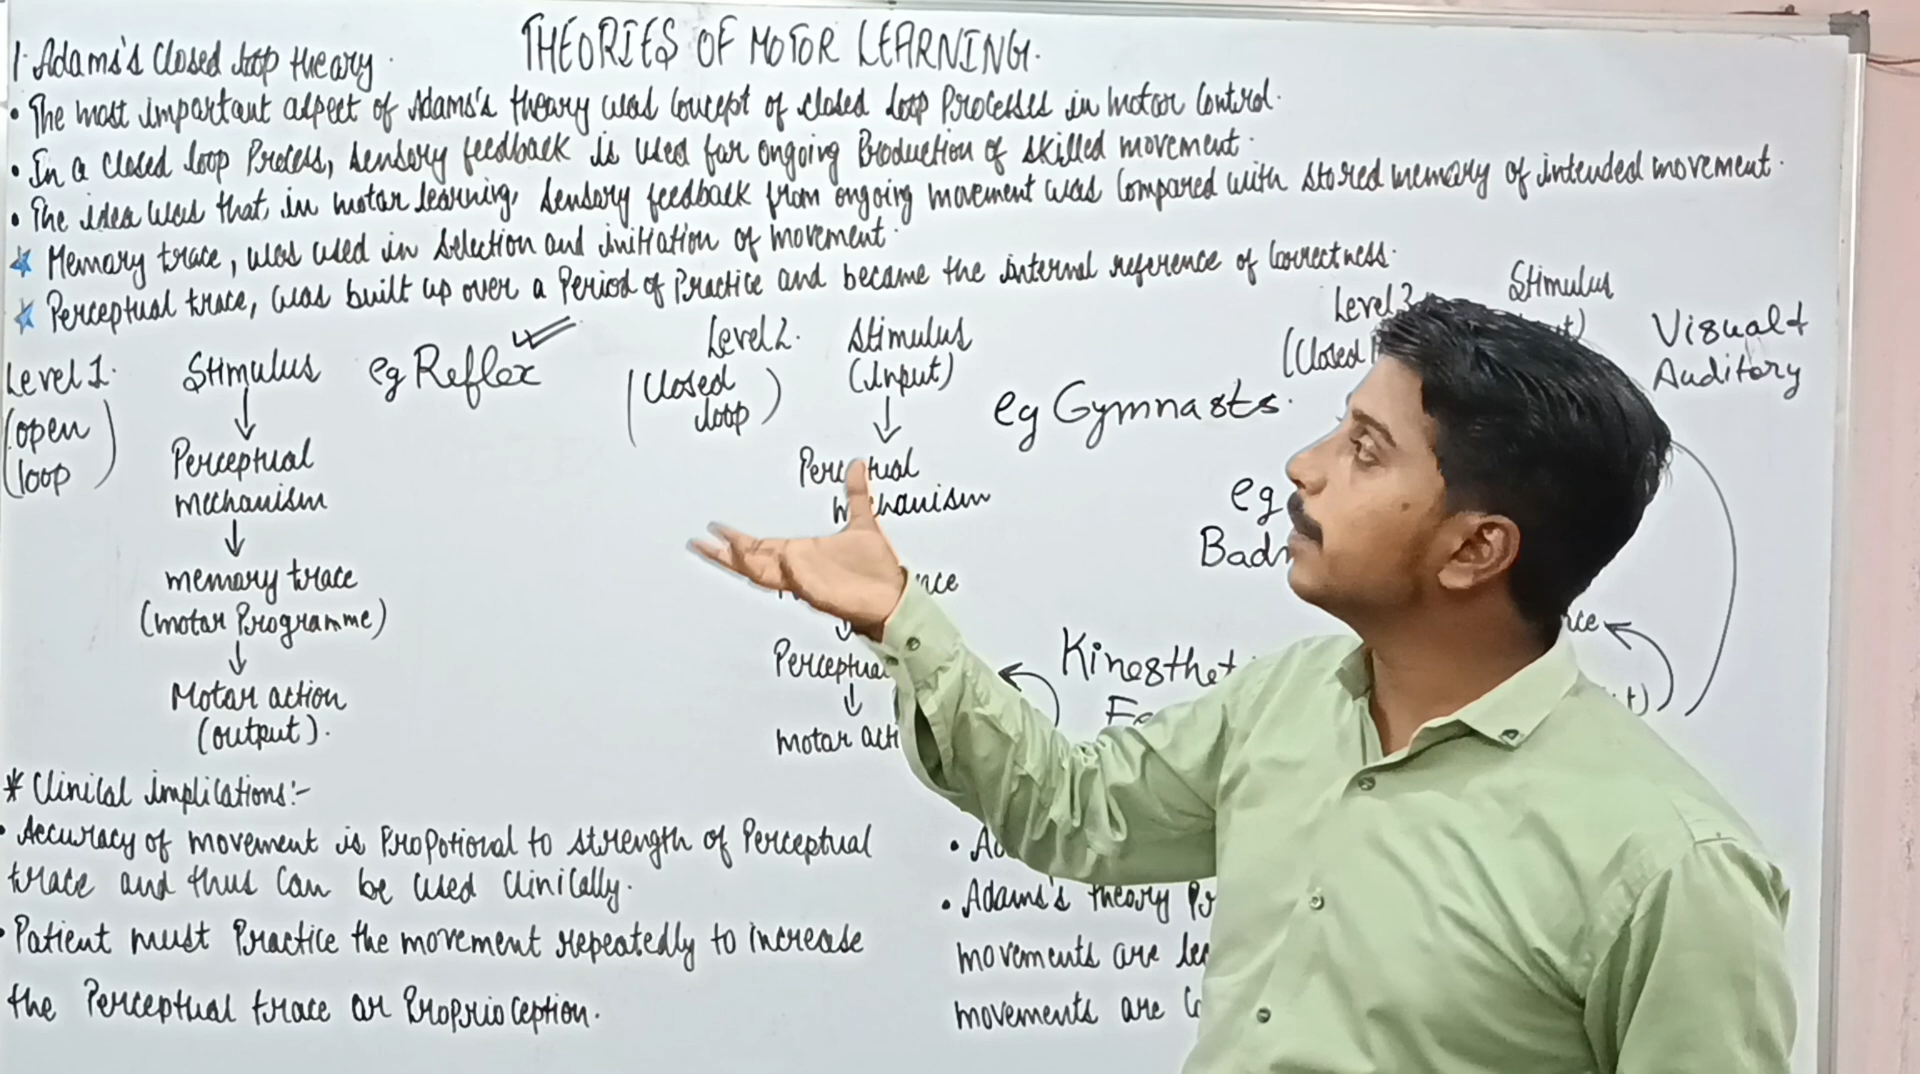 THEORIES OF MOTOR LEARNING.
1. Adams's Closed loop theory.
• The most important aspect of Adams's theory was concept of closed loop Processes in motor Control.
• In a closed loop Process, sensory feedback is used for ongoing Production of skilled movement.
• The idea was that, in motor learning, sensory feedback from ongoing movement was Compared with stored memory of intended movement.
★ Memory trace, was used in selection and initiation of movement.
★ Perceptual trace, was built up over a Period of Practice and became the internal reference of Correctness.
Level 1.
(open
loop)
Stimulus
↓
Perceptual
mechanism
↓
memory trace
(motor Programme)
↓
Motor action
(output).
eg Reflex
Level 2.
(Closed
loop)
Stimulus
(Input)
↓
mechanism
↓
↓
motor
eg Gymnasts.
Level 3
(Closed
Stimulus
Visual +
Auditory
eg
* Clinical implications:-
• Accuracy of movement is Propotional to strength of Perceptual
trace and thus Can be used Clinically.
• Patient must Practice the movement repeatedly to increase
the Perceptual trace or Proprioception.
• Adams's theory
movements are
movements are